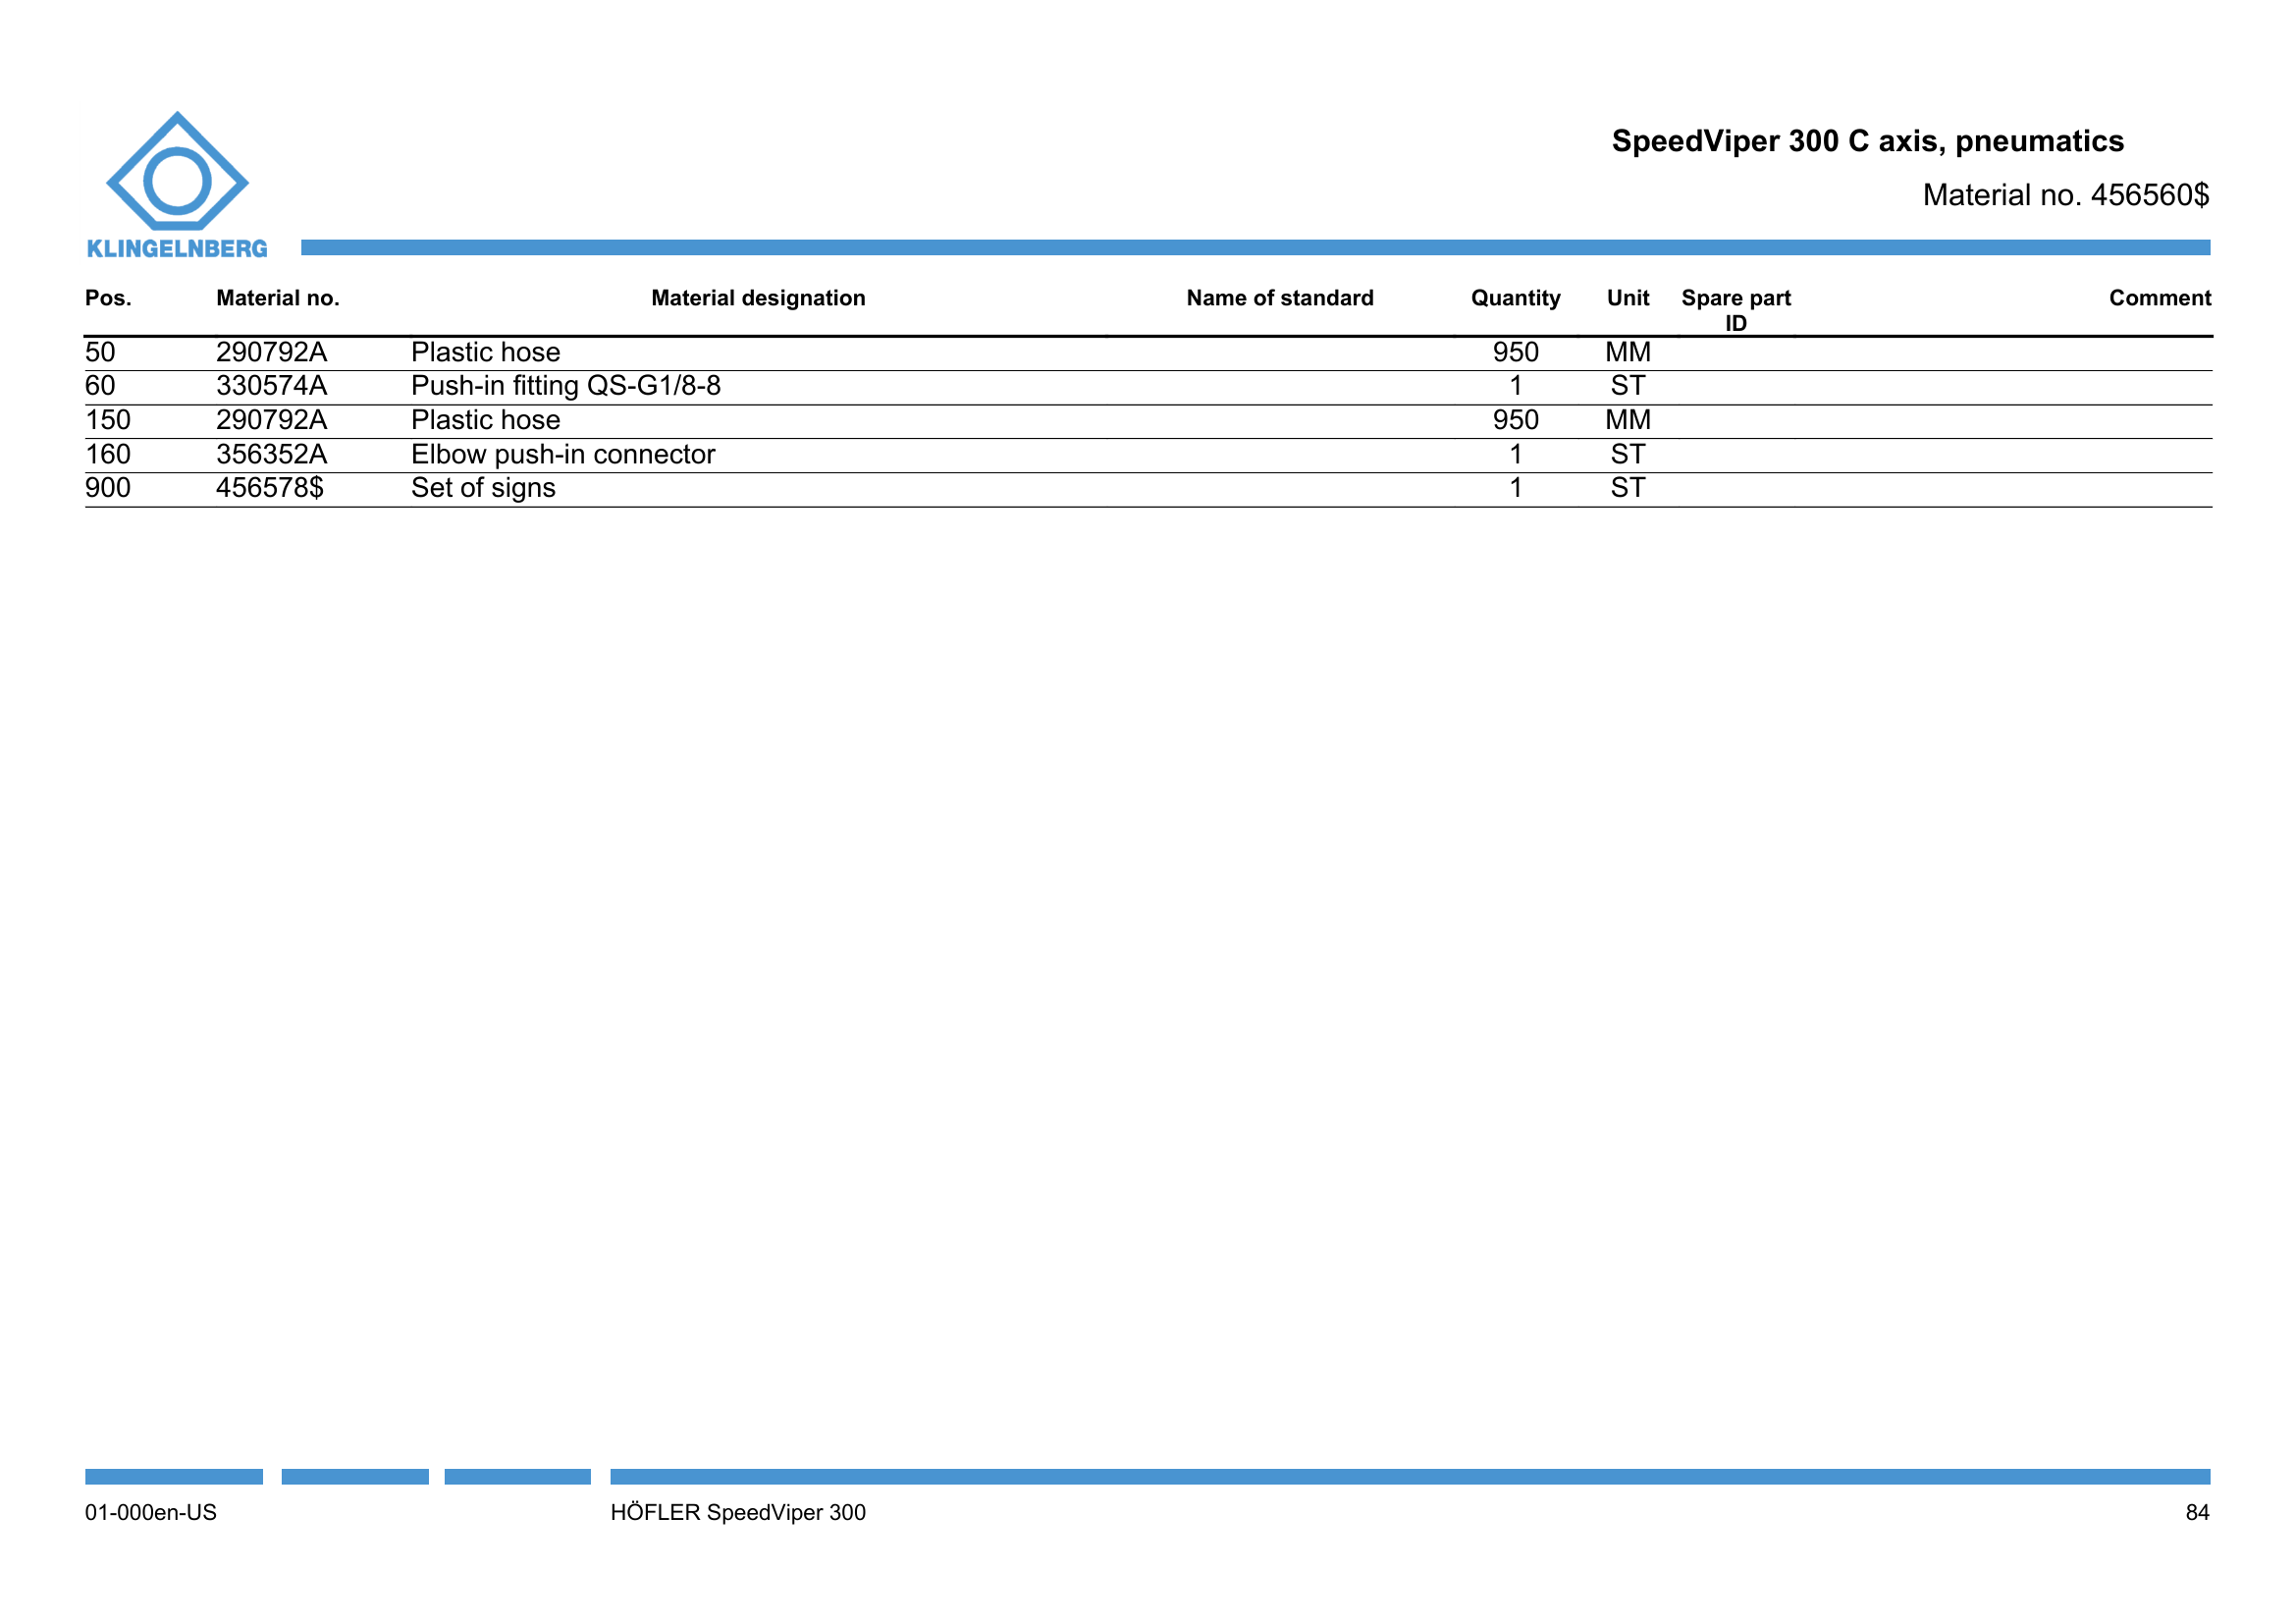 SpeedViper 300 C axis, pneumatics
Material no. 456560$
KLINGELNBERG
Pos. Material no. Material designation Name of standard Quantity Unit Spare part ID Comment
50 290792A Plastic hose 950 MM
60 330574A Push-in fitting QS-G1/8-8 1 ST
150 290792A Plastic hose 950 MM
160 356352A Elbow push-in connector 1 ST
900 456578$ Set of signs 1 ST
01-000en-US HÖFLER SpeedViper 300 84